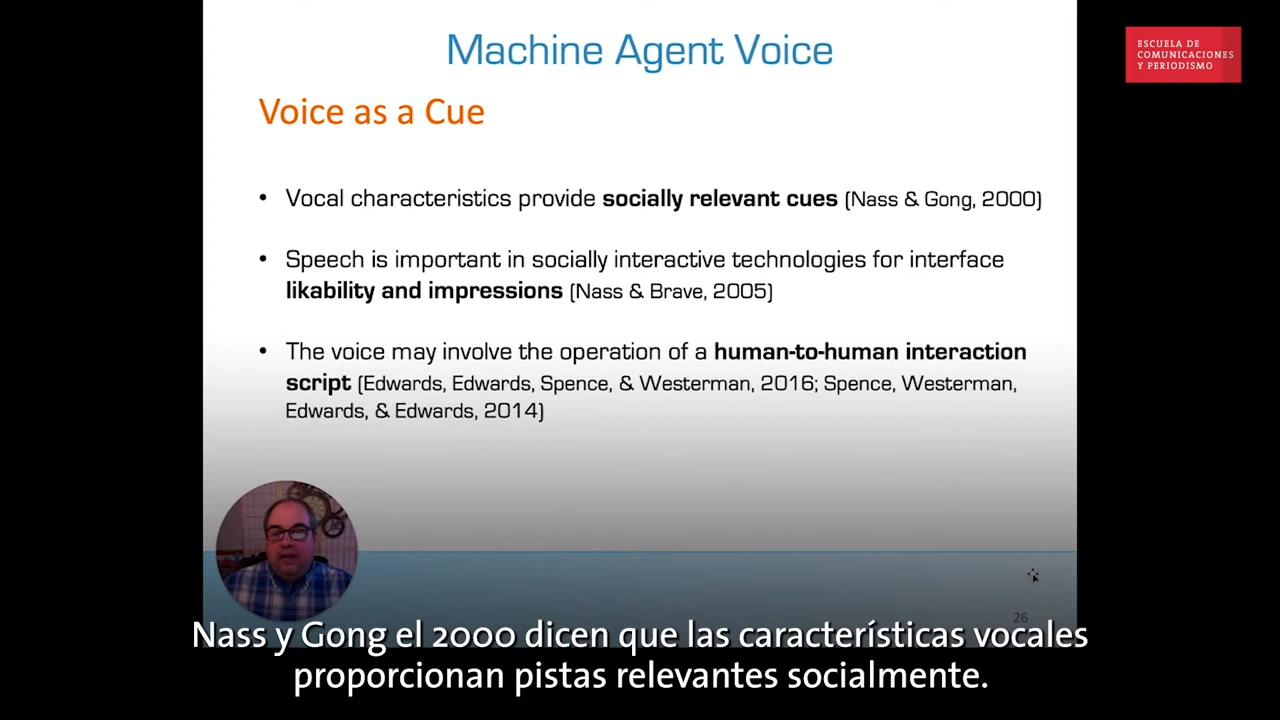 Machine Agent Voice
ESCUELA DE
COMUNICACIONES
Y PERIODISMO
Voice as a Cue
• Vocal characteristics provide socially relevant cues (Nass & Gong, 2000)
• Speech is important in socially interactive technologies for interface
likability and impressions (Nass & Brave, 2005)
• The voice may involve the operation of a human-to-human interaction
script (Edwards, Edwards, Spence, & Westerman, 2016; Spence, Westerman,
Edwards, & Edwards, 2014)
26
Nass y Gong el 2000 dicen que las características vocales
proporcionan pistas relevantes socialmente.